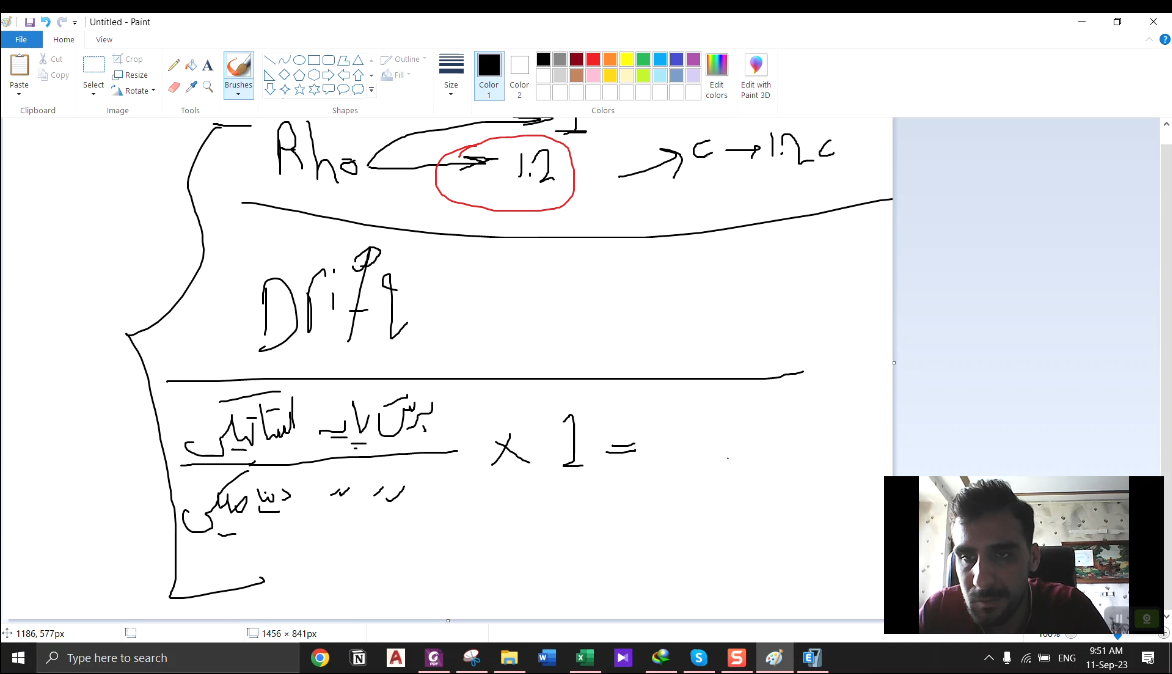 Untitled - Paint
File Home View
Cut
Copy
Paste
Crop
Resize
Rotate
Select
Brushes
Outline
Fill
Size
Color 1
Color 2
Edit colors
Edit with Paint 3D
Clipboard Image Tools Shapes Colors
1
Rho 1.2 C → 1.2 C
Drift
برش پایه استاتیکی × 1 =
〃 〃 دینامیکی
1186, 577px 1456 × 841px 100%
Type here to search
ENG
9:51 AM
11-Sep-23